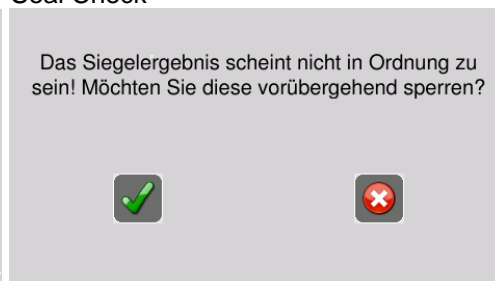 Seal Check
Das Siegelergebnis scheint nicht in Ordnung zu
sein! Möchten Sie diese vorübergehend sperren?